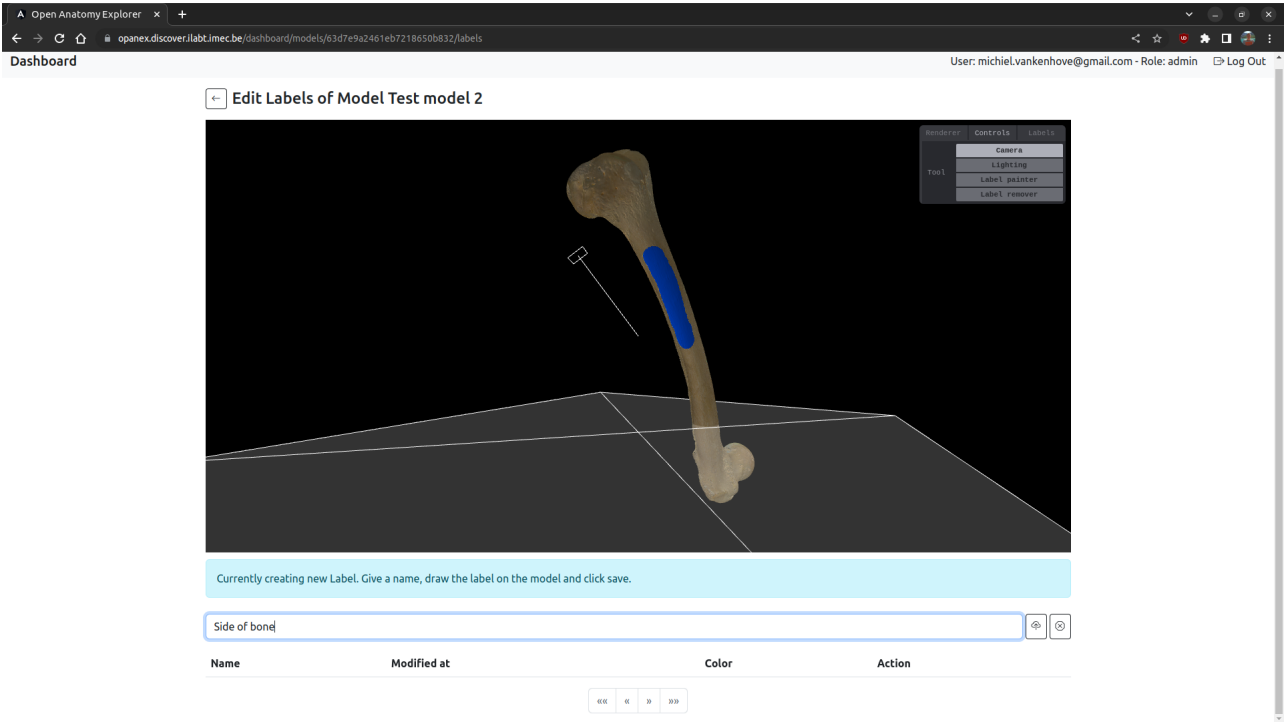 Open Anatomy Explorer
opanex.discover.ilabt.imec.be/dashboard/models/63d7e9a2461eb7218650b832/labels
Dashboard
User: michiel.vankenhove@gmail.com - Role: admin Log Out
Edit Labels of Model Test model 2
Renderer Controls Labels
Tool
Camera
Lighting
Label painter
Label remover
Currently creating new Label. Give a name, draw the label on the model and click save.
Side of bone
Name Modified at Color Action
«« « » »»